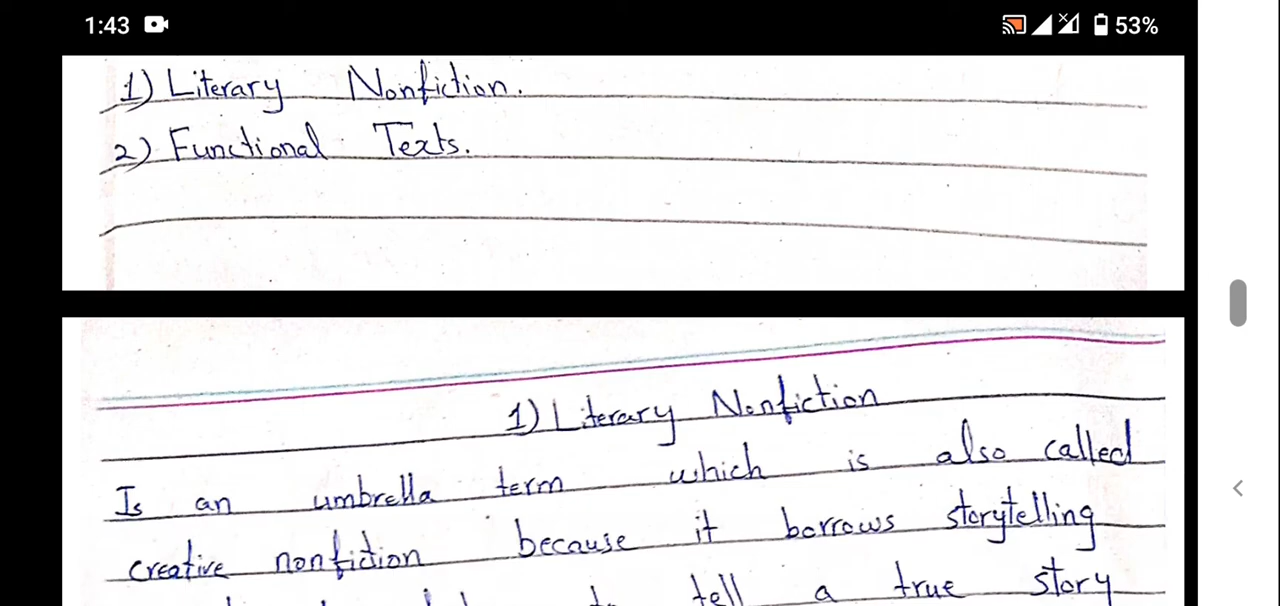 1:43 53%
1) Literary Nonfiction.
2) Functional Texts.
1) Literary Nonfiction
Is an umbrella term which is also called
creative nonfiction because it borrows storytelling
to tell a true story